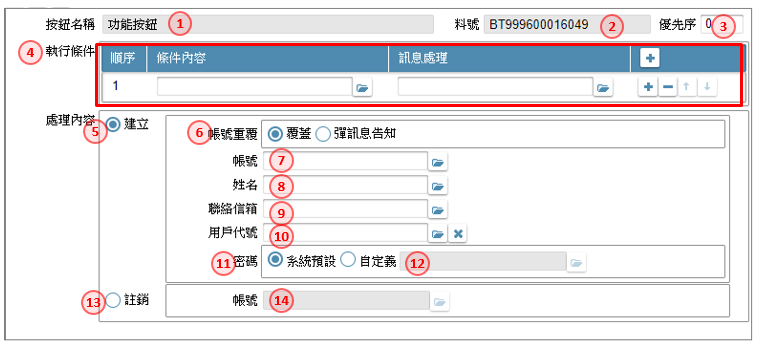 按鈕名稱 功能按鈕 1 料號 BT999600016049 2 優先序 0 3
4 執行條件 順序 條件內容 訊息處理
1
處理內容 5 建立 6 帳號重覆 覆蓋 彈訊息告知
帳號 7
姓名 8
聯絡信箱 9
用戶代號 10
11 密碼 系統預設 自定義 12
13 註銷 帳號 14